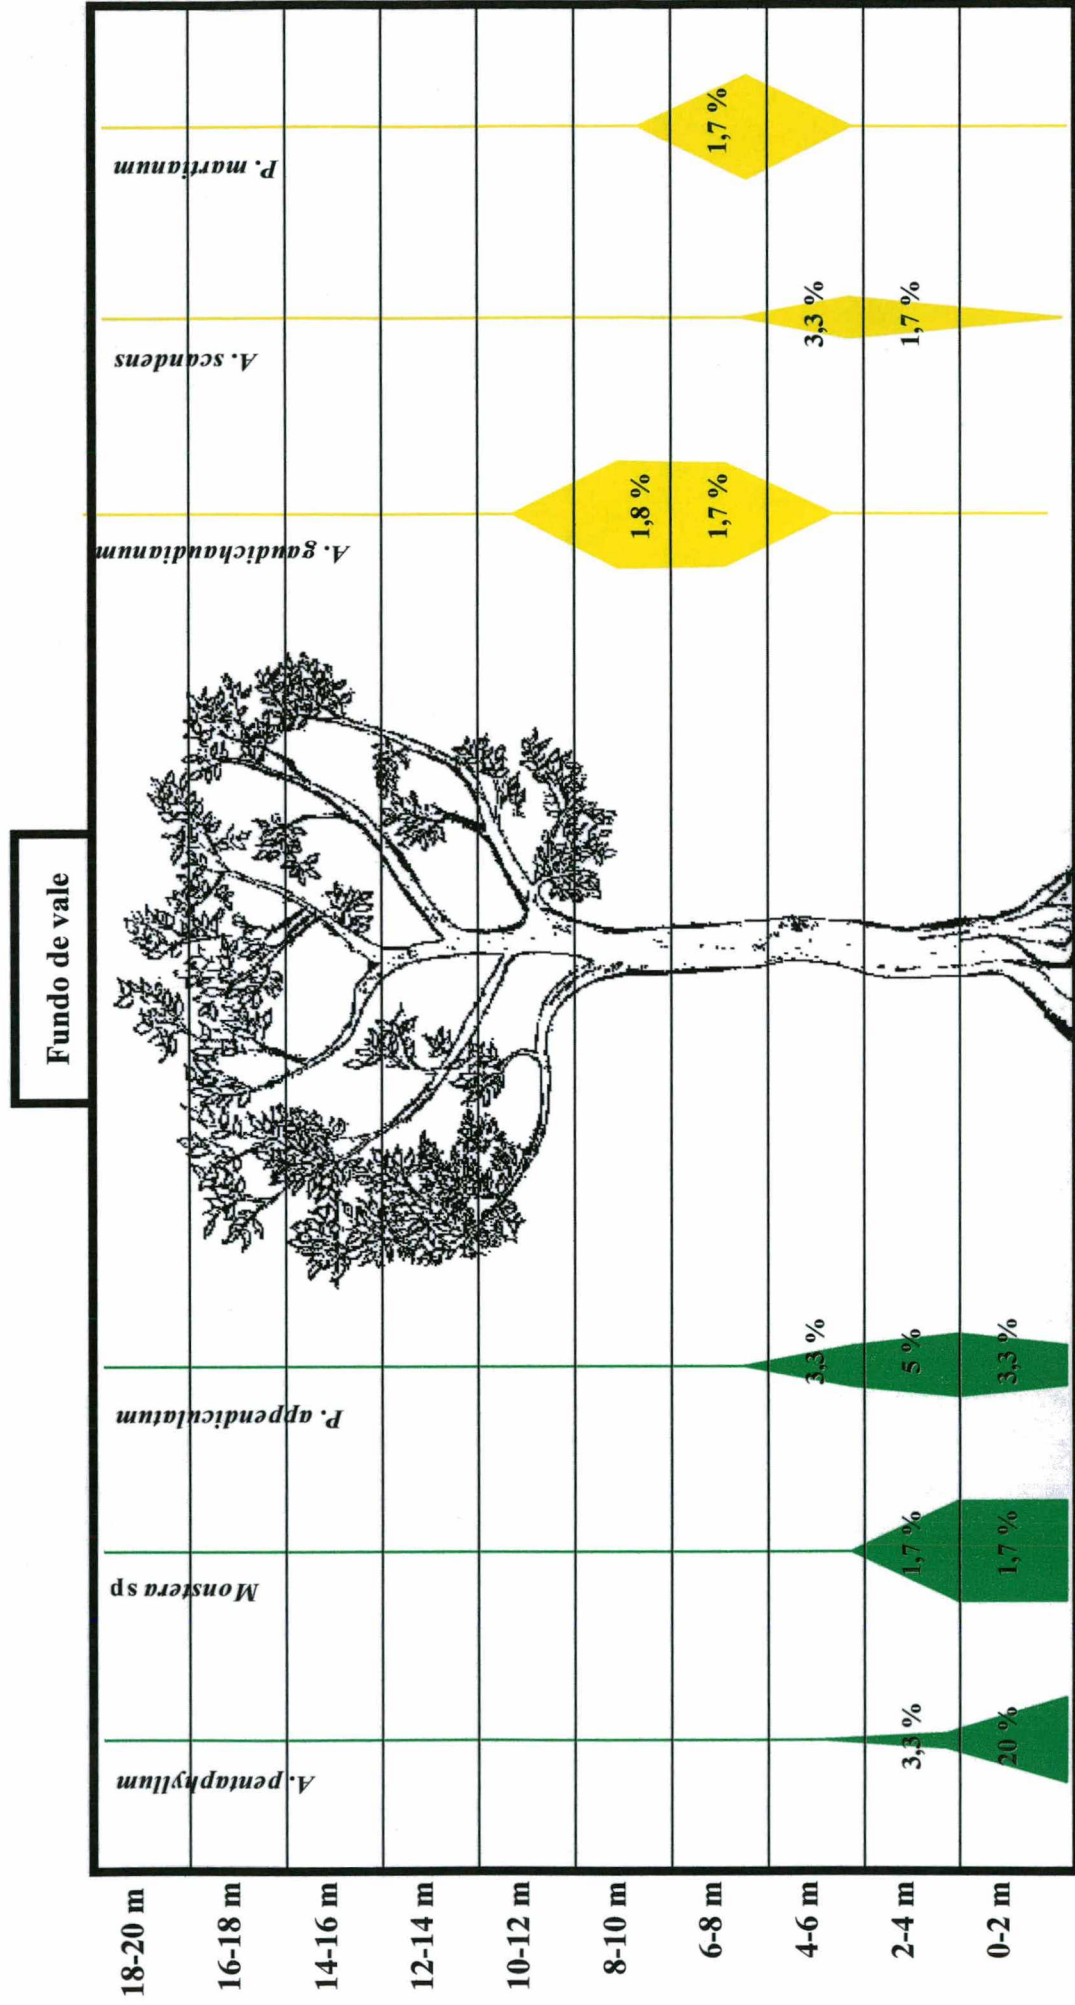 Fundo de vale
18-20 m
16-18 m
14-16 m
12-14 m
10-12 m
8-10 m
6-8 m
4-6 m
2-4 m
0-2 m
A. pentaphyllum
3,3 %
20 %
Monstera sp
1,7 %
1,7 %
P. appendiculatum
3,3 %
5 %
3,3 %
A. gaudichaudianum
1,8 %
1,7 %
A. scandens
3,3 %
1,7 %
P. martianum
1,7 %